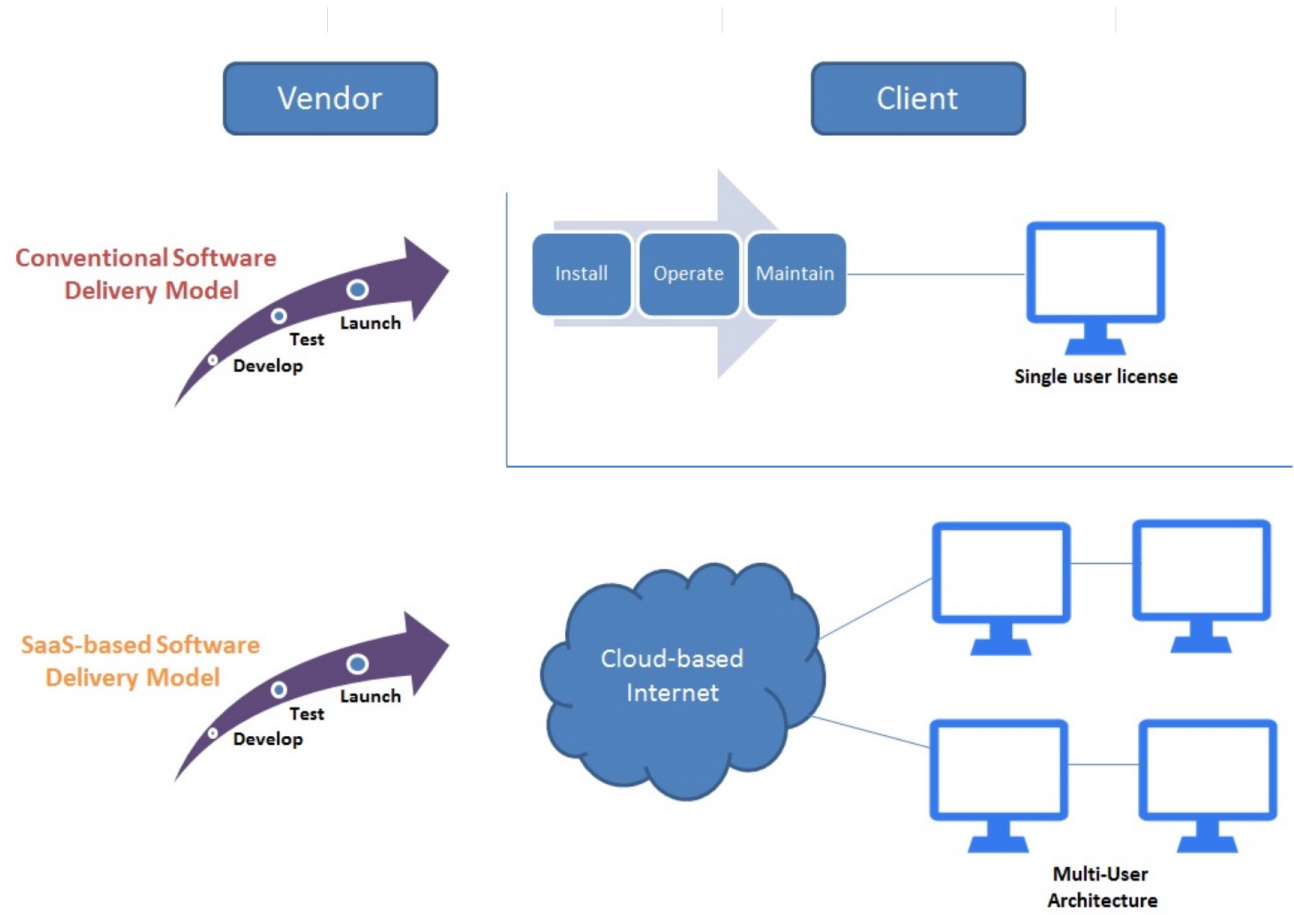 Vendor
Client
Conventional Software
Delivery Model
Develop
Test
Launch
Install
Operate
Maintain
Single user license
SaaS-based Software
Delivery Model
Develop
Test
Launch
Cloud-based
Internet
Multi-User
Architecture